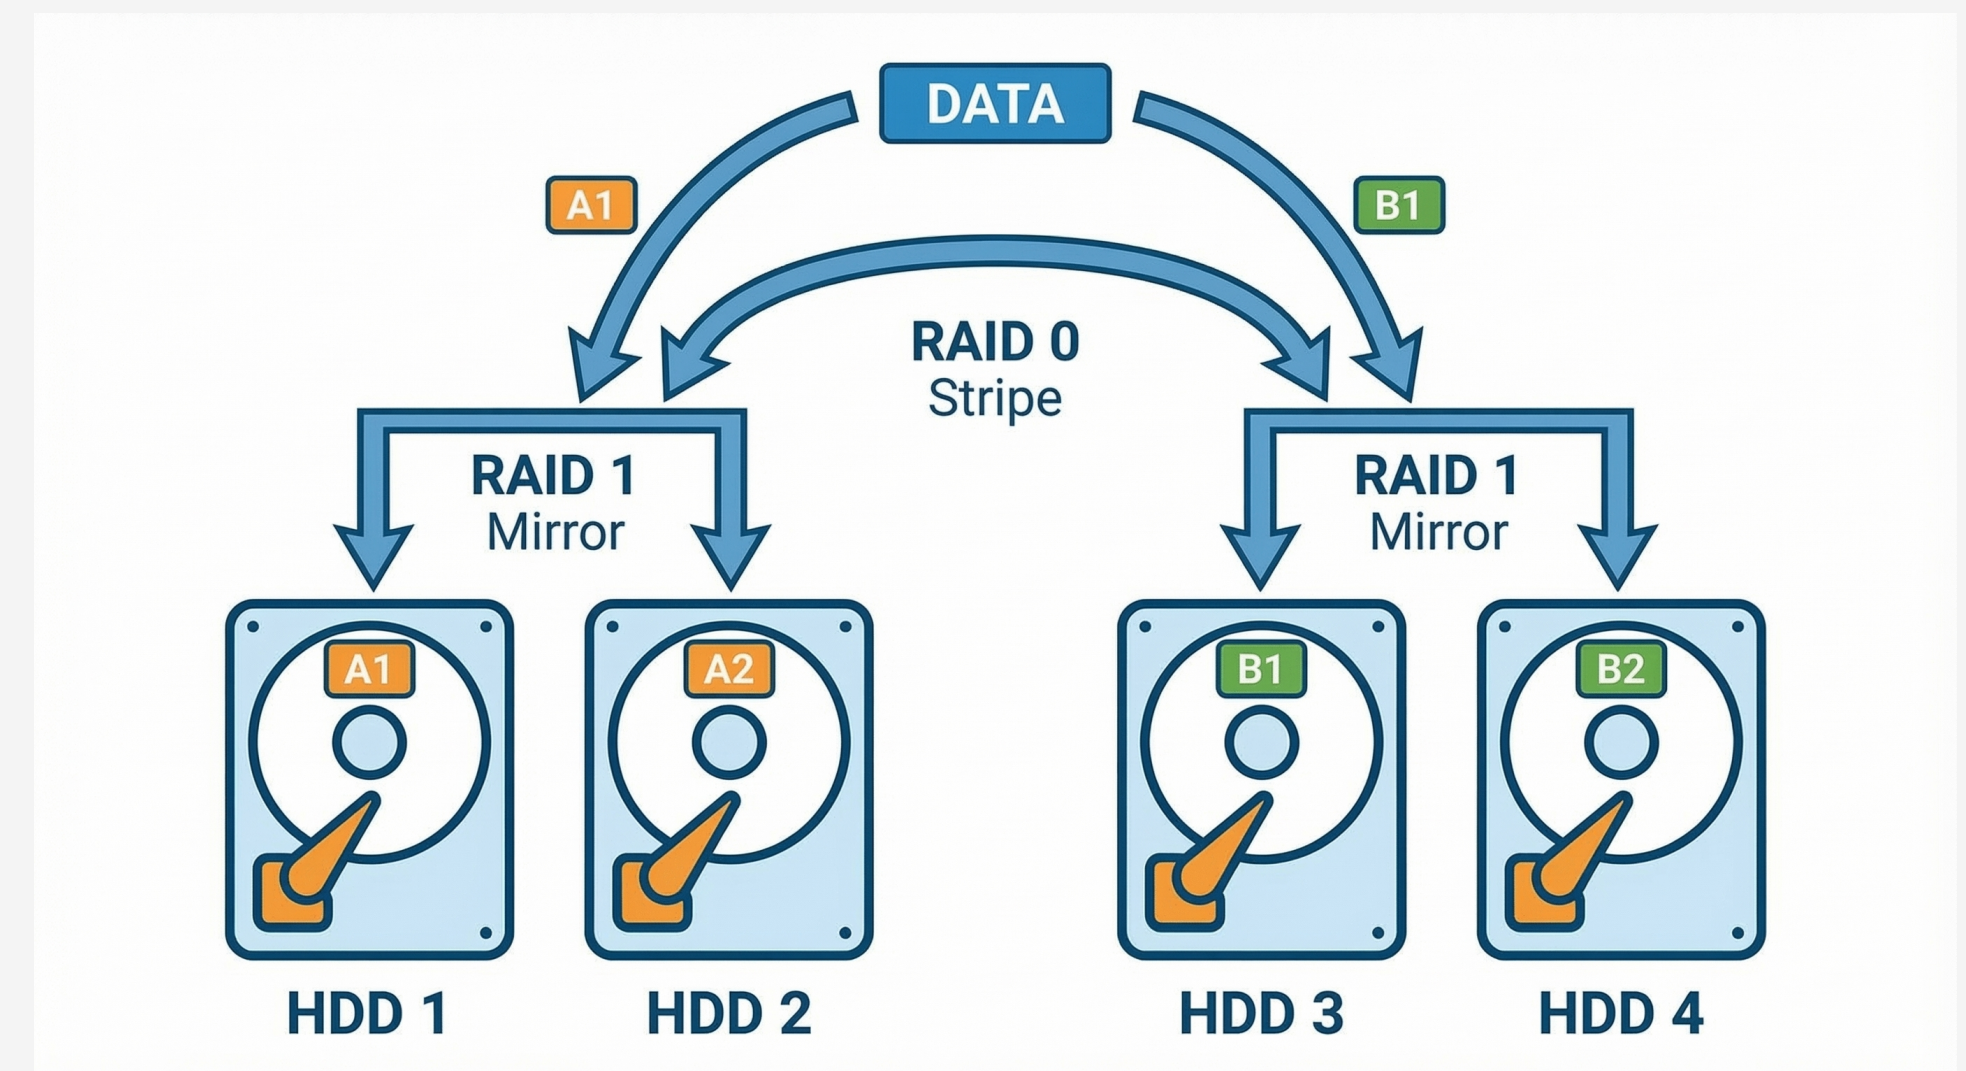 DATA
A1
B1
RAID 0
Stripe
RAID 1
Mirror
RAID 1
Mirror
A1
A2
B1
B2
HDD 1
HDD 2
HDD 3
HDD 4